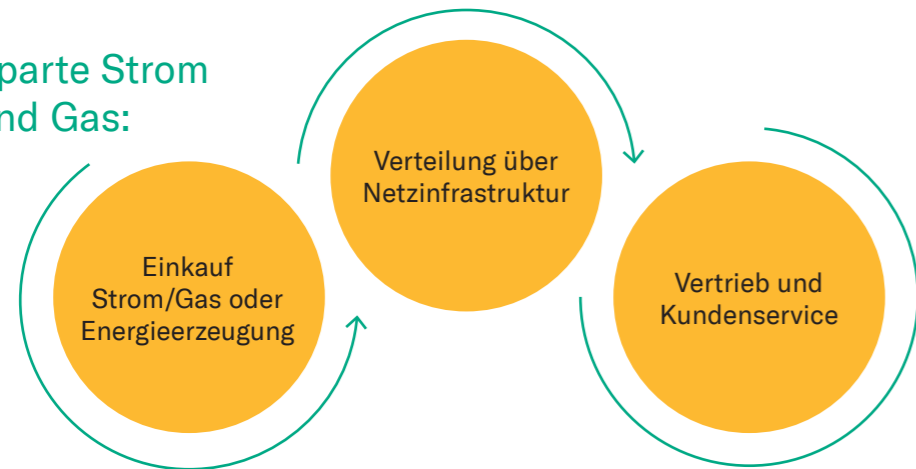 parte Strom
nd Gas:
Verteilung über
Netzinfrastruktur
Einkauf
Strom/Gas oder
Energieerzeugung
Vertrieb und
Kundenservice